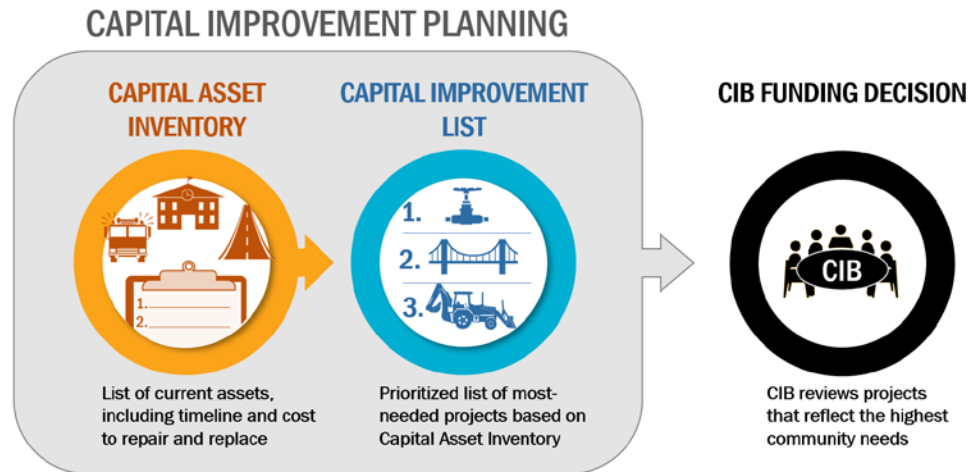 CAPITAL IMPROVEMENT PLANNING
CAPITAL ASSET
INVENTORY
1.
2.
List of current assets,
including timeline and cost
to repair and replace
CAPITAL IMPROVEMENT
LIST
1.
2.
3.
Prioritized list of most-
needed projects based on
Capital Asset Inventory
CIB FUNDING DECISION
CIB
CIB reviews projects
that reflect the highest
community needs